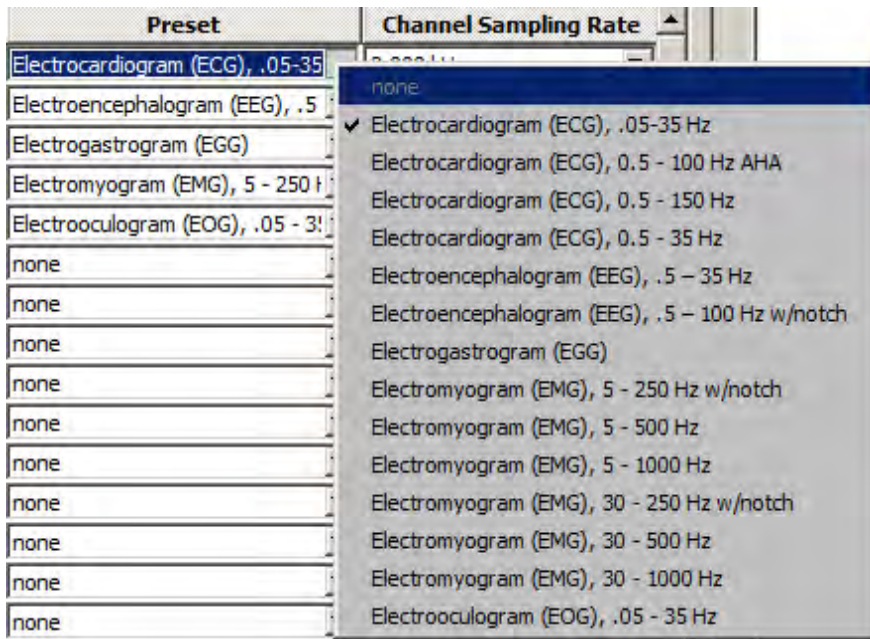 Preset Channel Sampling Rate
Electrocardiogram (ECG), .05-35
Electroencephalogram (EEG), .5
Electrogastrogram (EGG)
Electromyogram (EMG), 5 - 250
Electrooculogram (EOG), .05 -
none
none
none
none
none
none
none
none
none
none
none
✔ Electrocardiogram (ECG), .05-35 Hz
Electrocardiogram (ECG), 0.5 - 100 Hz AHA
Electrocardiogram (ECG), 0.5 - 150 Hz
Electrocardiogram (ECG), 0.5 - 35 Hz
Electroencephalogram (EEG), .5 – 35 Hz
Electroencephalogram (EEG), .5 – 100 Hz w/notch
Electrogastrogram (EGG)
Electromyogram (EMG), 5 - 250 Hz w/notch
Electromyogram (EMG), 5 - 500 Hz
Electromyogram (EMG), 5 - 1000 Hz
Electromyogram (EMG), 30 - 250 Hz w/notch
Electromyogram (EMG), 30 - 500 Hz
Electromyogram (EMG), 30 - 1000 Hz
Electrooculogram (EOG), .05 - 35 Hz